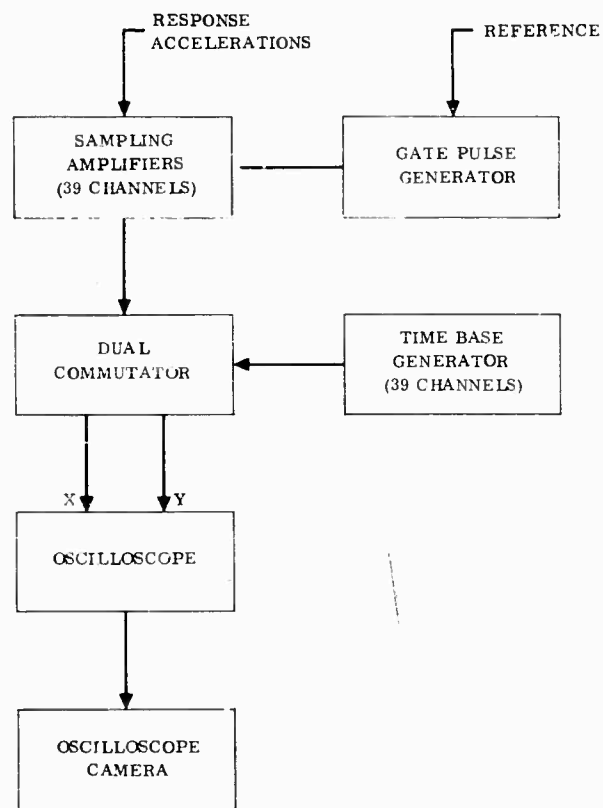 RESPONSE
ACCELERATIONS
REFERENCE
SAMPLING
AMPLIFIERS
(39 CHANNELS)
GATE PULSE
GENERATOR
DUAL
COMMUTATOR
TIME BASE
GENERATOR
(39 CHANNELS)
X Y
OSCILLOSCOPE
OSCILLOSCOPE
CAMERA